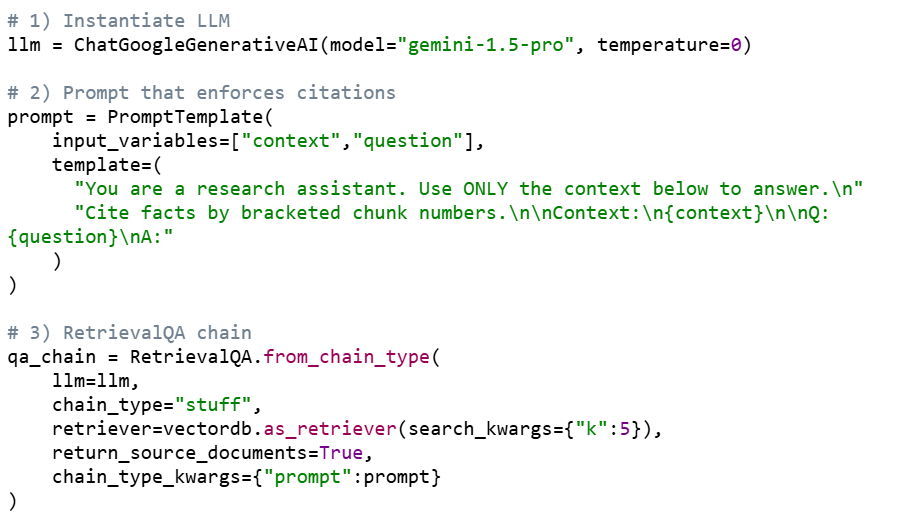 # 1) Instantiate LLM
llm = ChatGoogleGenerativeAI(model="gemini-1.5-pro", temperature=0)

# 2) Prompt that enforces citations
prompt = PromptTemplate(
    input_variables=["context","question"],
    template=(
      "You are a research assistant. Use ONLY the context below to answer.\n"
      "Cite facts by bracketed chunk numbers.\n\nContext:\n{context}\n\nQ:
{question}\nA:"
    )
)

# 3) RetrievalQA chain
qa_chain = RetrievalQA.from_chain_type(
    llm=llm,
    chain_type="stuff",
    retriever=vectordb.as_retriever(search_kwargs={"k":5}),
    return_source_documents=True,
    chain_type_kwargs={"prompt":prompt}
)